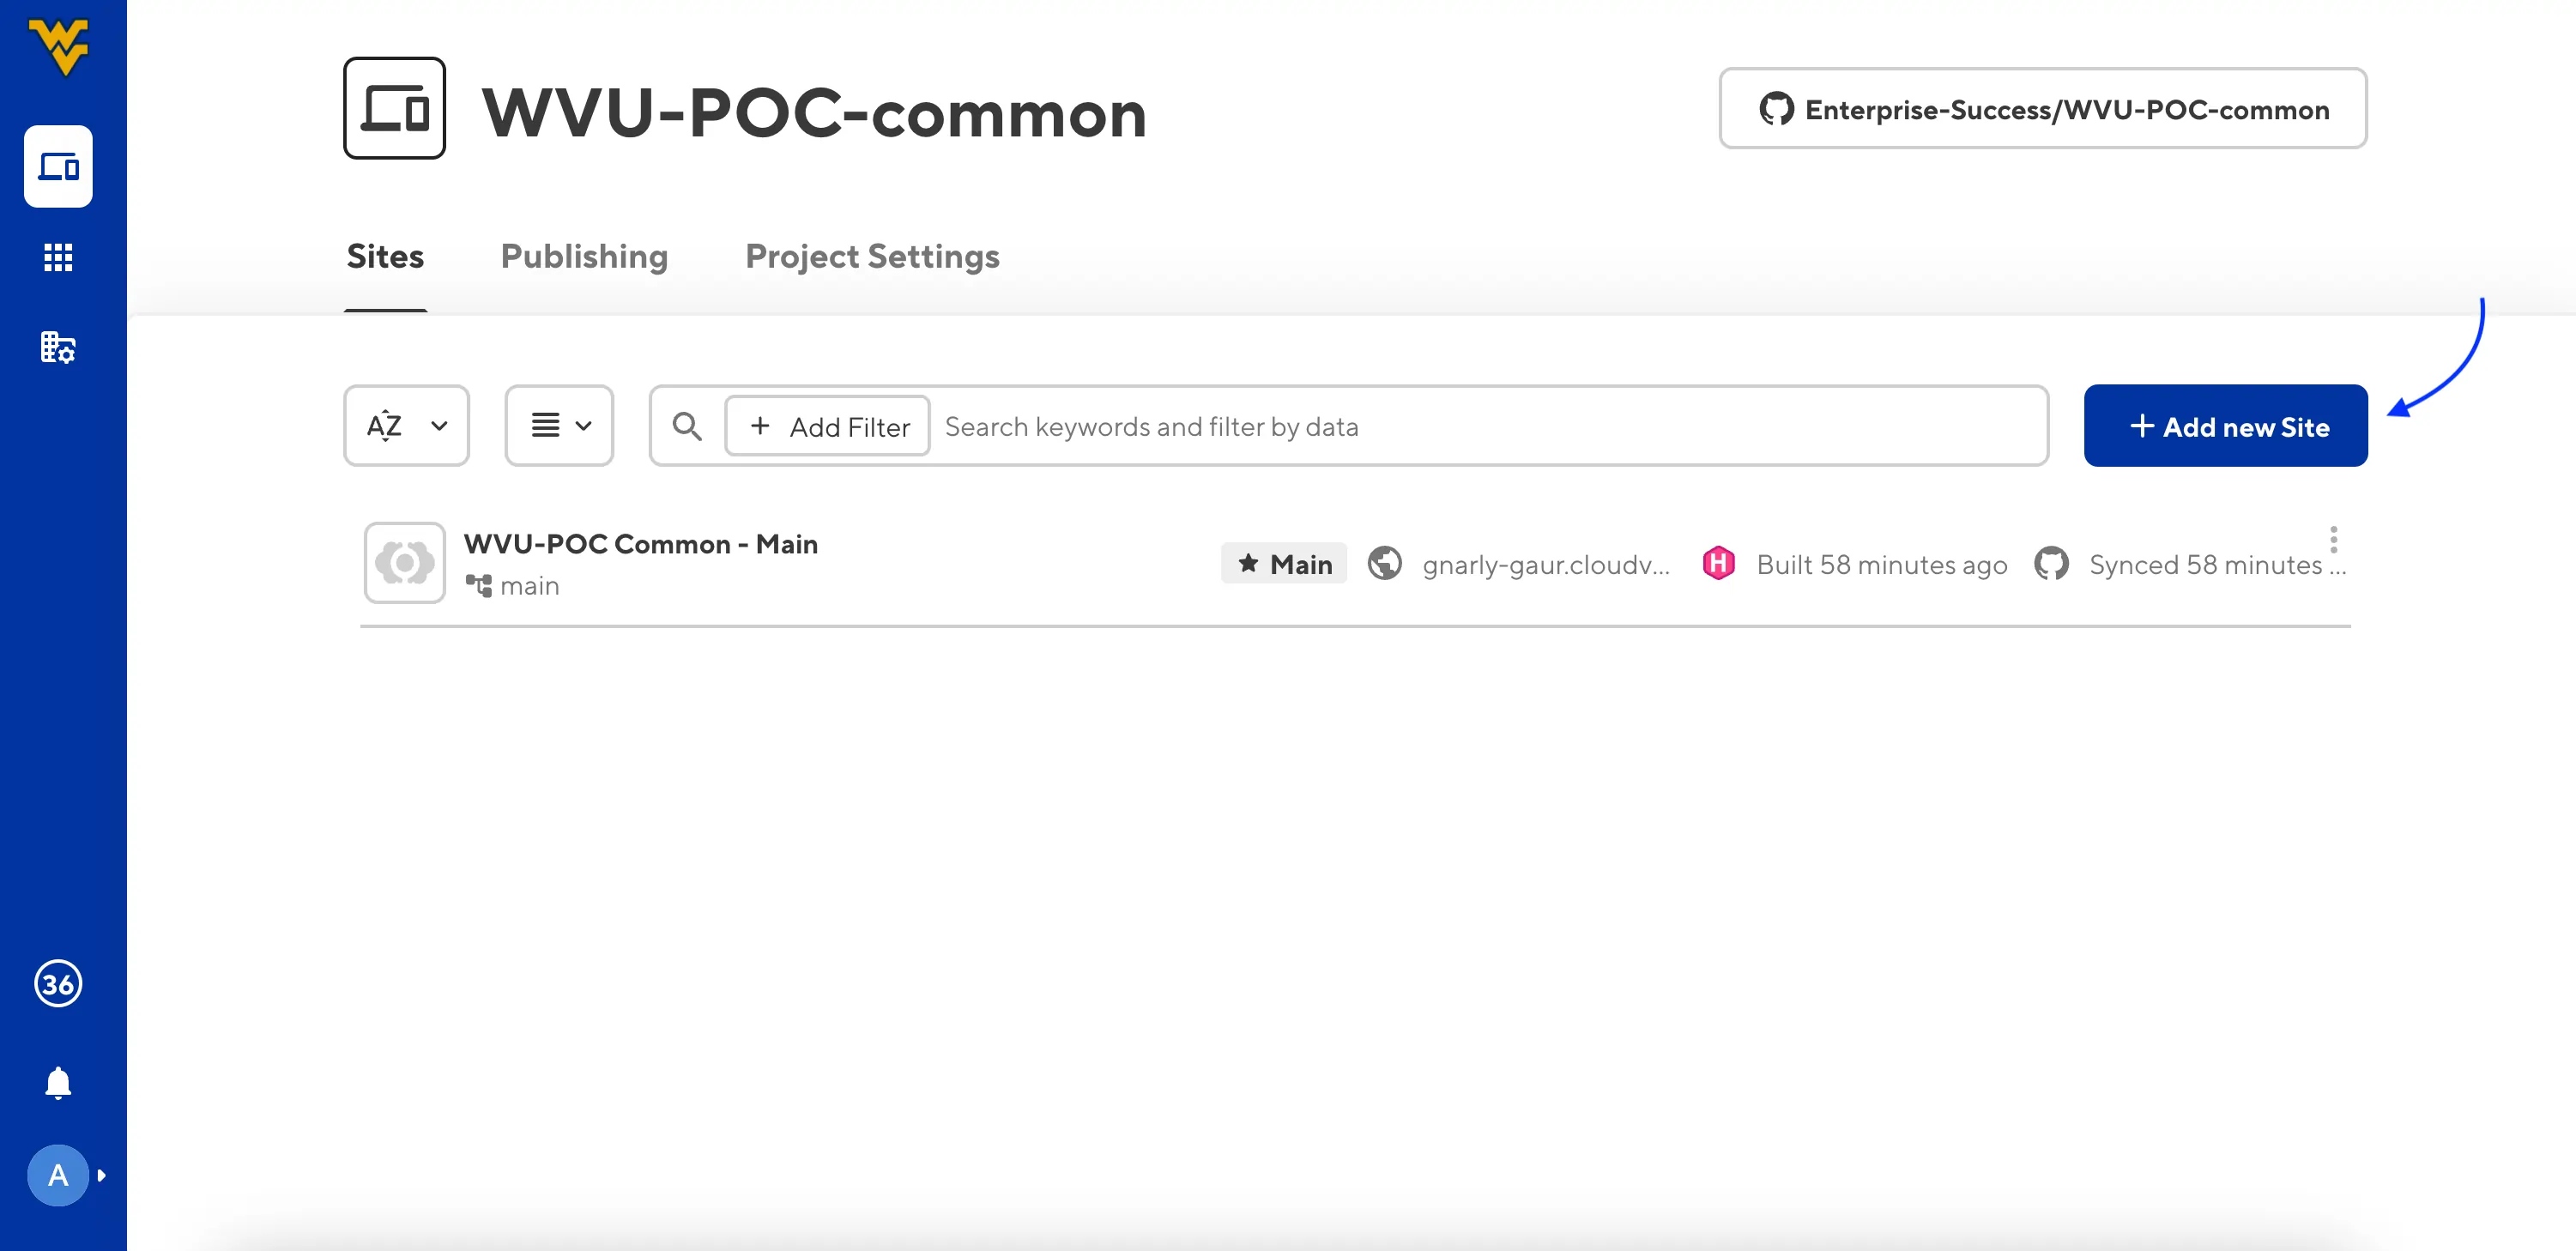 WVU-POC-common
Enterprise-Success/WVU-POC-common
Sites
Publishing
Project Settings
AZ
+ Add Filter
Search keywords and filter by data
+ Add new Site
WVU-POC Common - Main
main
★ Main
gnarly-gaur.cloudv...
H
Built 58 minutes ago
Synced 58 minutes ...
36
A